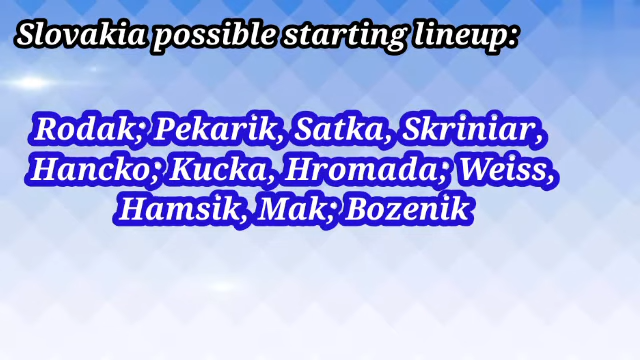 Slovakia possible starting lineup:
Rodak; Pekarik, Satka, Skriniar,
Hancko; Kucka, Hromada; Weiss,
Hamsik, Mak; Bozenik